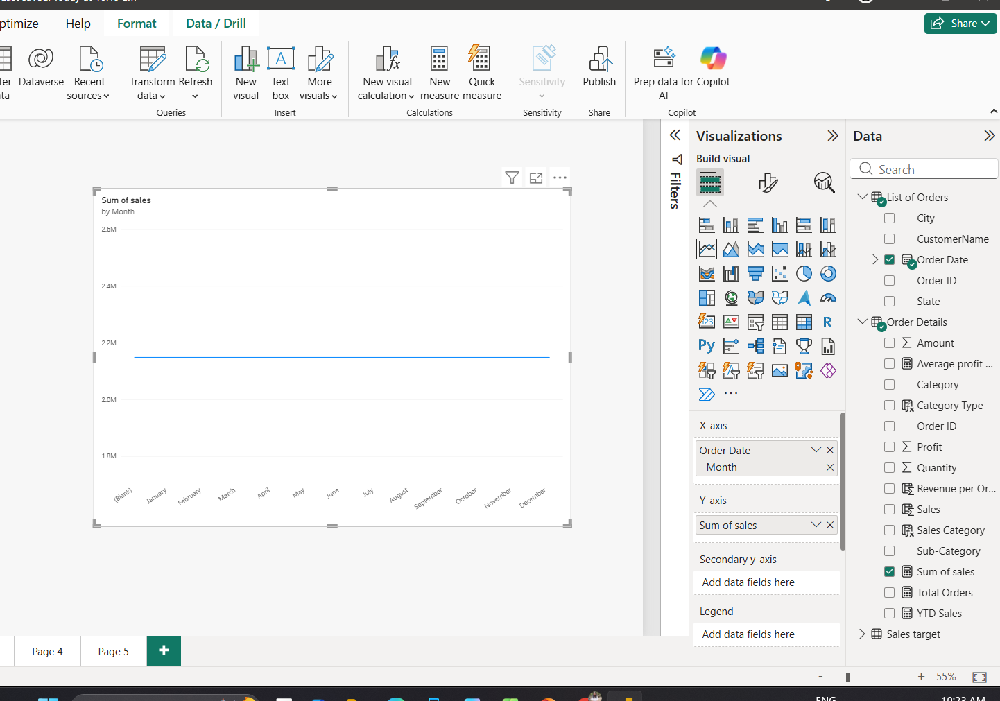 ptimize
Help
Format
Data / Drill
Share
ter
ta
Dataverse
Recent
sources
Transform
data
Refresh
Queries
New
visual
Text
box
More
visuals
Insert
New visual
calculation
New
measure
Quick
measure
Calculations
Sensitivity
Sensitivity
Publish
Share
Prep data for
AI
Copilot
Copilot
Sum of sales
by Month
2.6M
2.4M
2.2M
2.0M
1.8M
(Blank)
January
February
March
April
May
June
July
August
September
October
November
December
Filters
Visualizations
Build visual
123
R
Py
X-axis
Order Date
Month
Y-axis
Sum of sales
Secondary y-axis
Add data fields here
Legend
Add data fields here
Data
Search
List of Orders
City
CustomerName
Order Date
Order ID
State
Order Details
Amount
Average profit ...
Category
Category Type
Order ID
Profit
Quantity
Revenue per Or...
Sales
Sales Category
Sub-Category
Sum of sales
Total Orders
YTD Sales
Sales target
Page 4
Page 5
55%
ENG
10:23 AM